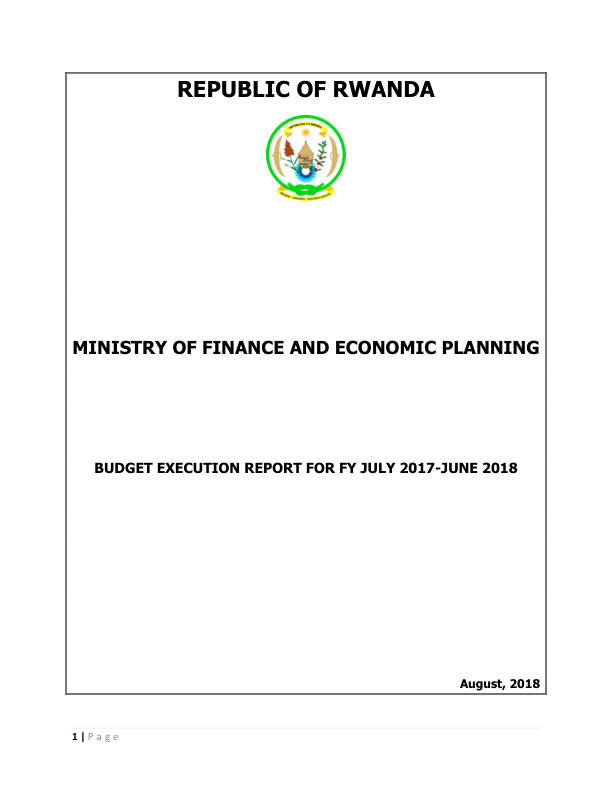 REPUBLIC OF RWANDA
MINISTRY OF FINANCE AND ECONOMIC PLANNING
BUDGET EXECUTION REPORT FOR FY JULY 2017-JUNE 2018
August, 2018
1 | Page